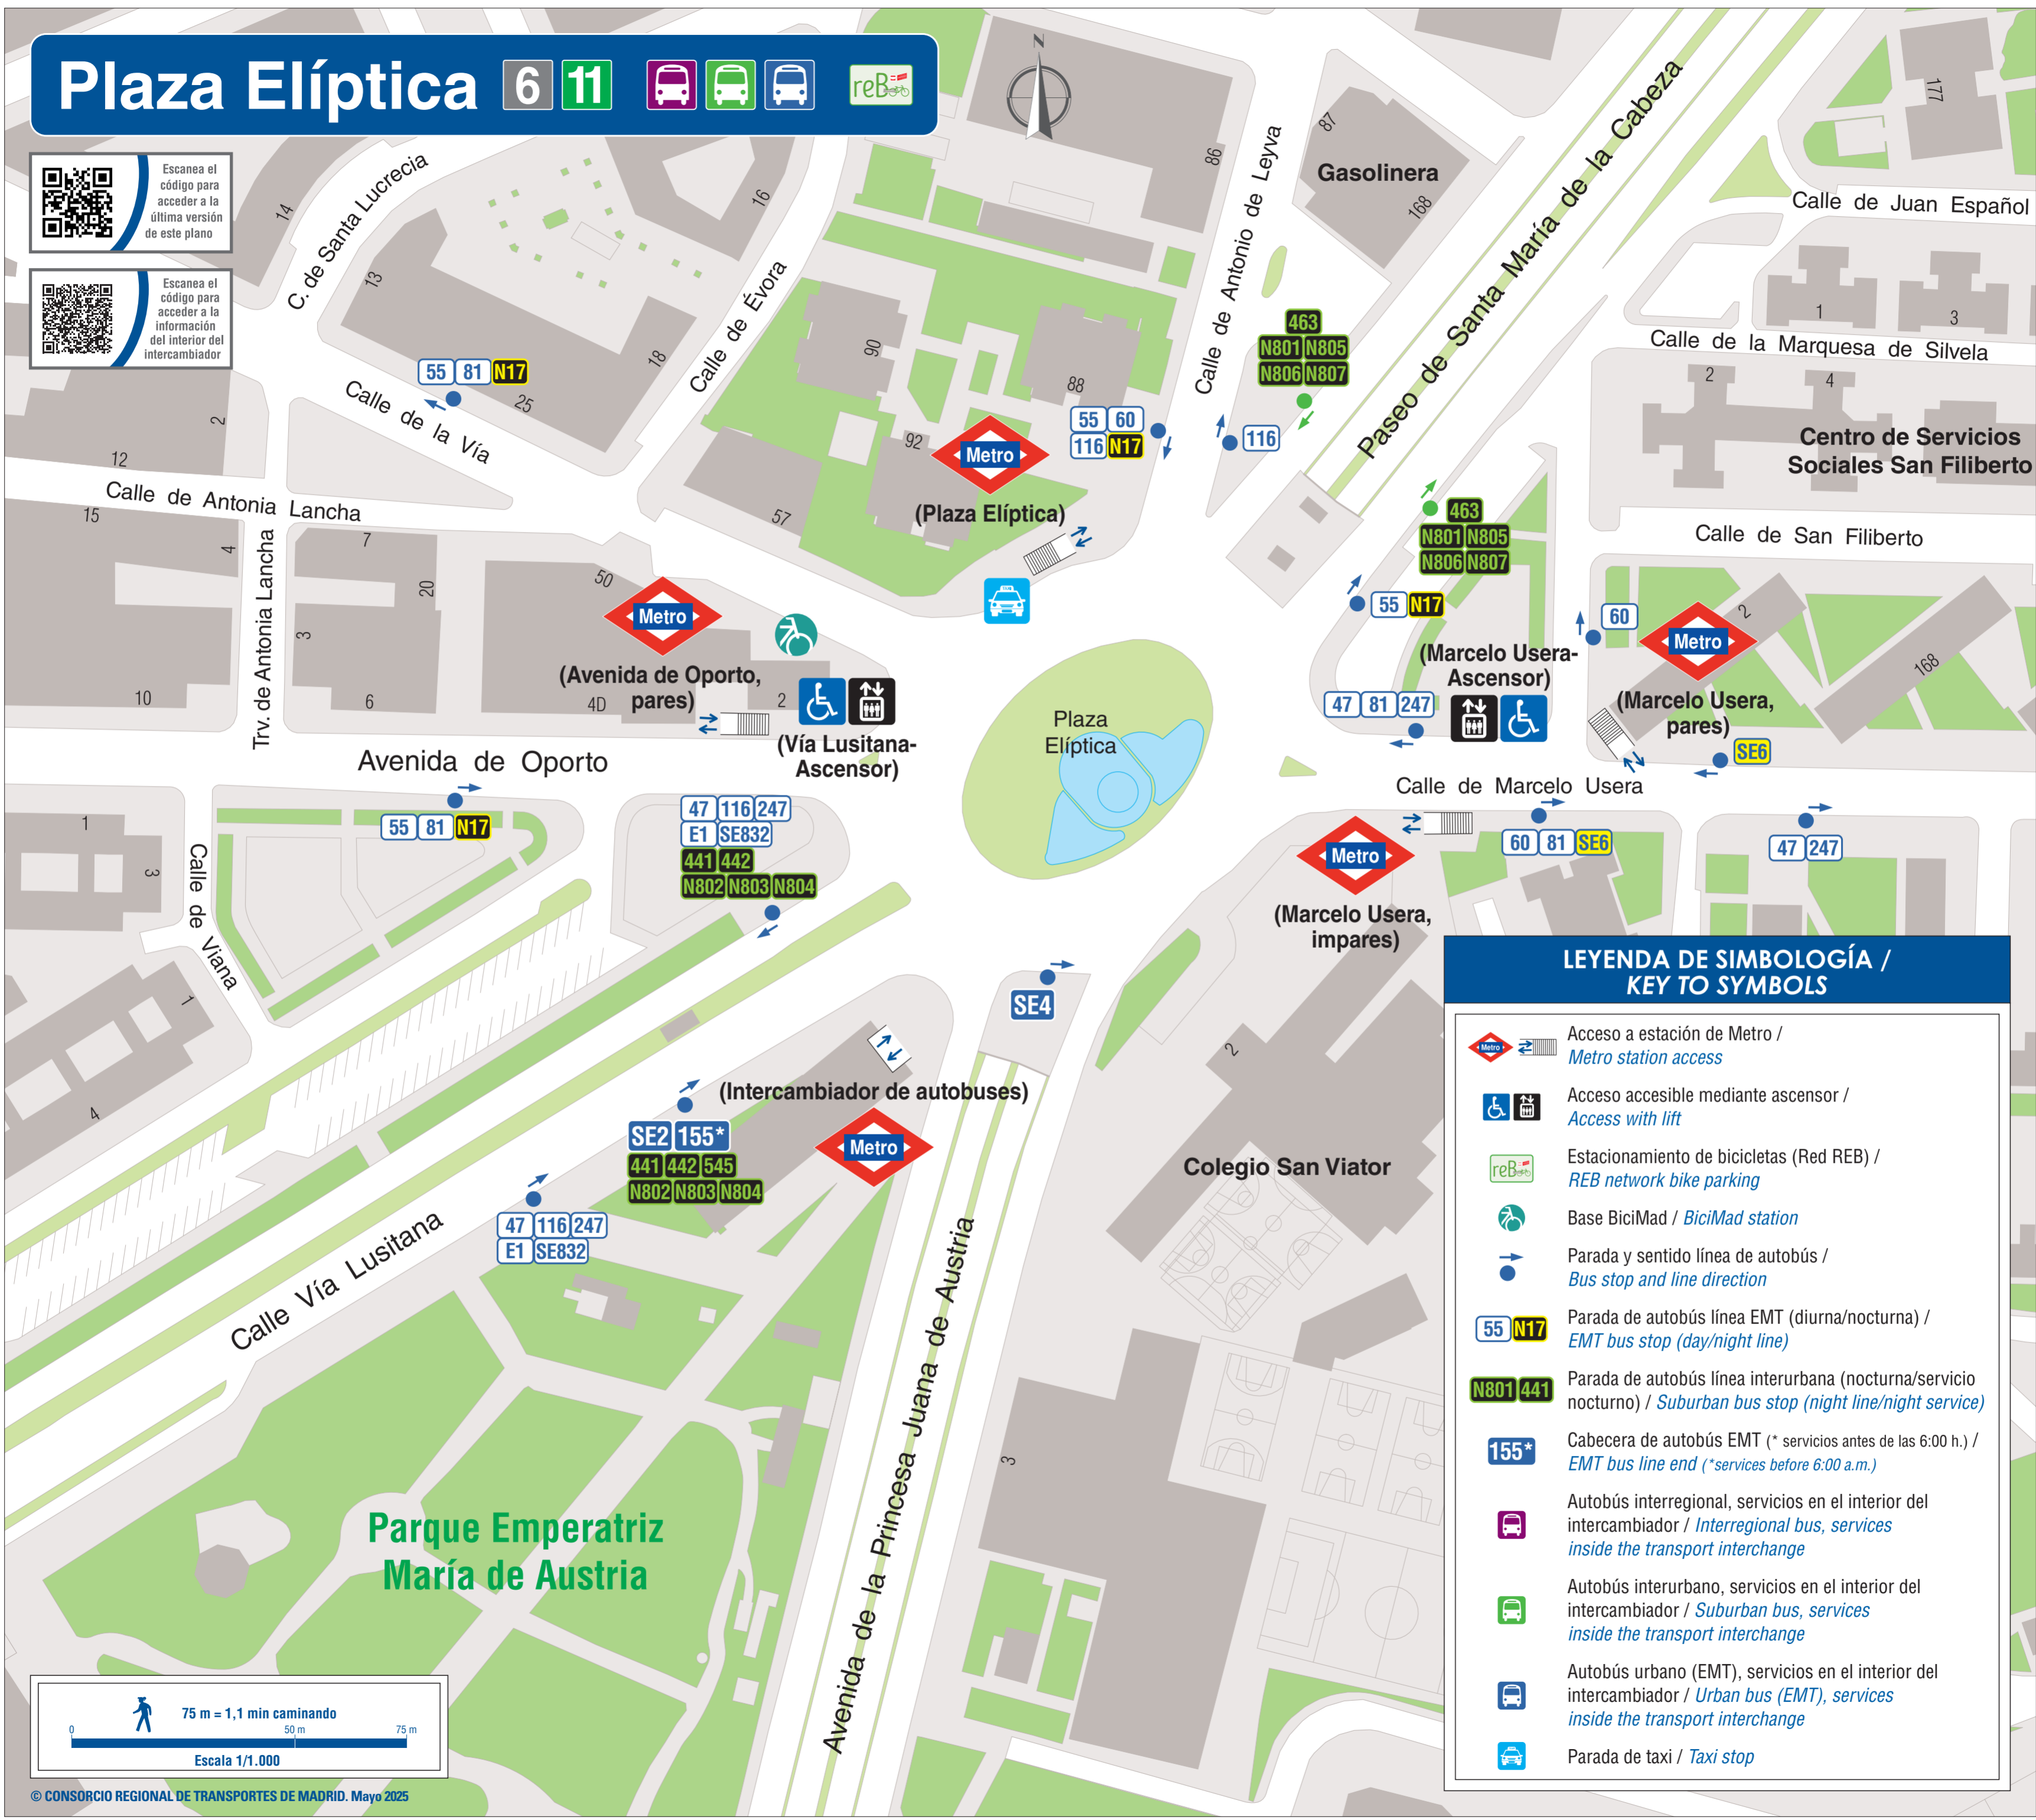 Plaza Elíptica 6 11 reB
N
Escanea el
código para
acceder a la
última versión
de este plano
Escanea el
código para
acceder a la
información
del interior del
intercambiador
C. de Santa Lucrecia
14
13
16
18
25
Calle de Évora
Calle de la Vía
55 81 N17
86
87
Calle de Antonio de Leyva
Gasolinera
168
Paseo de Santa María de la Cabeza
177
Calle de Juan Español
1
3
Calle de la Marquesa de Silvela
2
4
Centro de Servicios
Sociales San Filiberto
Calle de San Filiberto
463
N801 N805
N806 N807
90
88
92
57
55 60
116 N17
116
Metro
(Plaza Elíptica)
463
N801 N805
N806 N807
55 N17
2
12
Calle de Antonia Lancha
15
4
10
Trv. de Antonia Lancha
7
20
3
6
50
Metro
(Avenida de Oporto,
pares)
4D
2
(Vía Lusitana-
Ascensor)
Avenida de Oporto
Plaza
Elíptica
(Marcelo Usera-
Ascensor)
47 81 247
60
Metro
2
168
(Marcelo Usera,
pares)
SE6
Calle de Marcelo Usera
60 81 SE6
47 247
Metro
(Marcelo Usera,
impares)
1
3
Calle de Viana
1
4
55 81 N17
47 116 247
E1 SE832
441 442
N802 N803 N804
SE4
2
(Intercambiador de autobuses)
Metro
SE2 155*
441 442 545
N802 N803 N804
47 116 247
E1 SE832
Calle Vía Lusitana
Colegio San Viator
Avenida de la Princesa Juana de Austria
3
Parque Emperatriz
María de Austria
LEYENDA DE SIMBOLOGÍA /
KEY TO SYMBOLS
Metro
Acceso a estación de Metro /
Metro station access
Acceso accesible mediante ascensor /
Access with lift
reB
Estacionamiento de bicicletas (Red REB) /
REB network bike parking
Base BiciMad / BiciMad station
Parada y sentido línea de autobús /
Bus stop and line direction
55 N17
Parada de autobús línea EMT (diurna/nocturna) /
EMT bus stop (day/night line)
N801 441
Parada de autobús línea interurbana (nocturna/servicio
nocturno) / Suburban bus stop (night line/night service)
155*
Cabecera de autobús EMT (* servicios antes de las 6:00 h.) /
EMT bus line end (*services before 6:00 a.m.)
Autobús interregional, servicios en el interior del
intercambiador / Interregional bus, services
inside the transport interchange
Autobús interurbano, servicios en el interior del
intercambiador / Suburban bus, services
inside the transport interchange
Autobús urbano (EMT), servicios en el interior del
intercambiador / Urban bus (EMT), services
inside the transport interchange
Parada de taxi / Taxi stop
75 m = 1,1 min caminando
0 50 m 75 m
Escala 1/1.000
© CONSORCIO REGIONAL DE TRANSPORTES DE MADRID. Mayo 2025